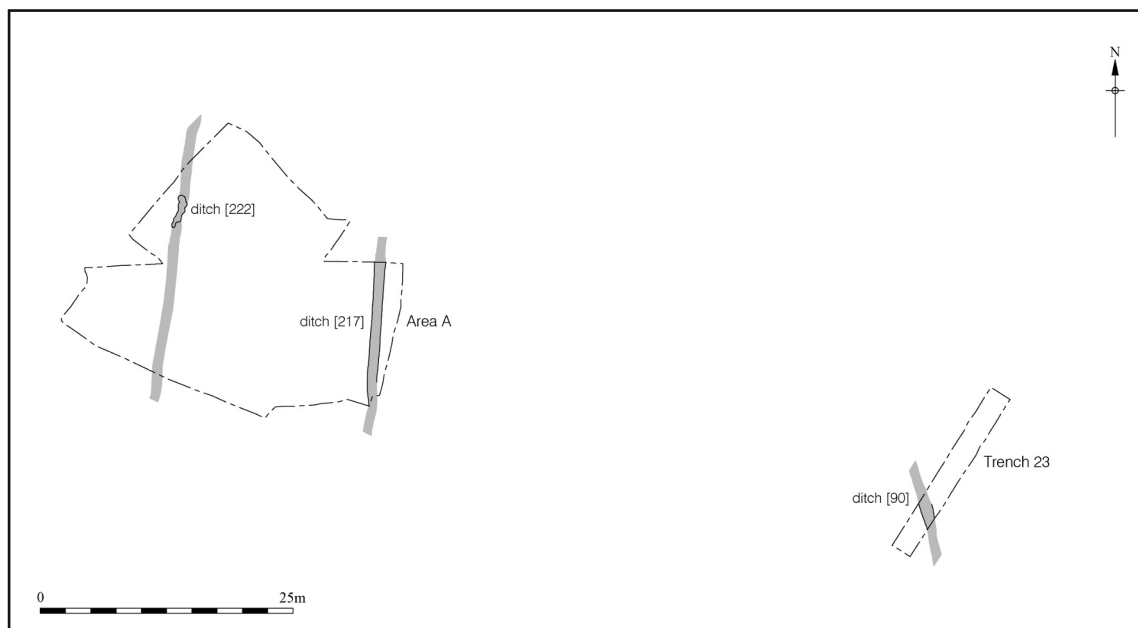 N
ditch [222]
ditch [217]
Area A
Trench 23
ditch [90]
0
25m